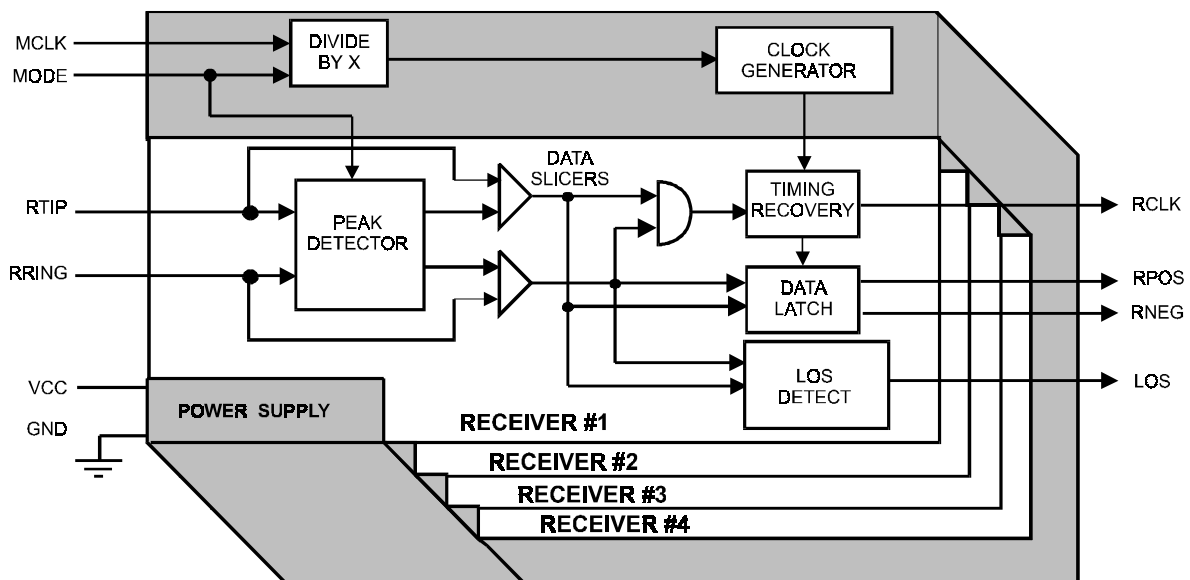 MCLK
MODE
DIVIDE
BY X
CLOCK
GENERATOR
DATA
SLICERS
RTIP
RRING
PEAK
DETECTOR
TIMING
RECOVERY
RCLK
DATA
LATCH
RPOS
RNEG
LOS
DETECT
LOS
VCC
GND
POWER SUPPLY
RECEIVER #1
RECEIVER #2
RECEIVER #3
RECEIVER #4